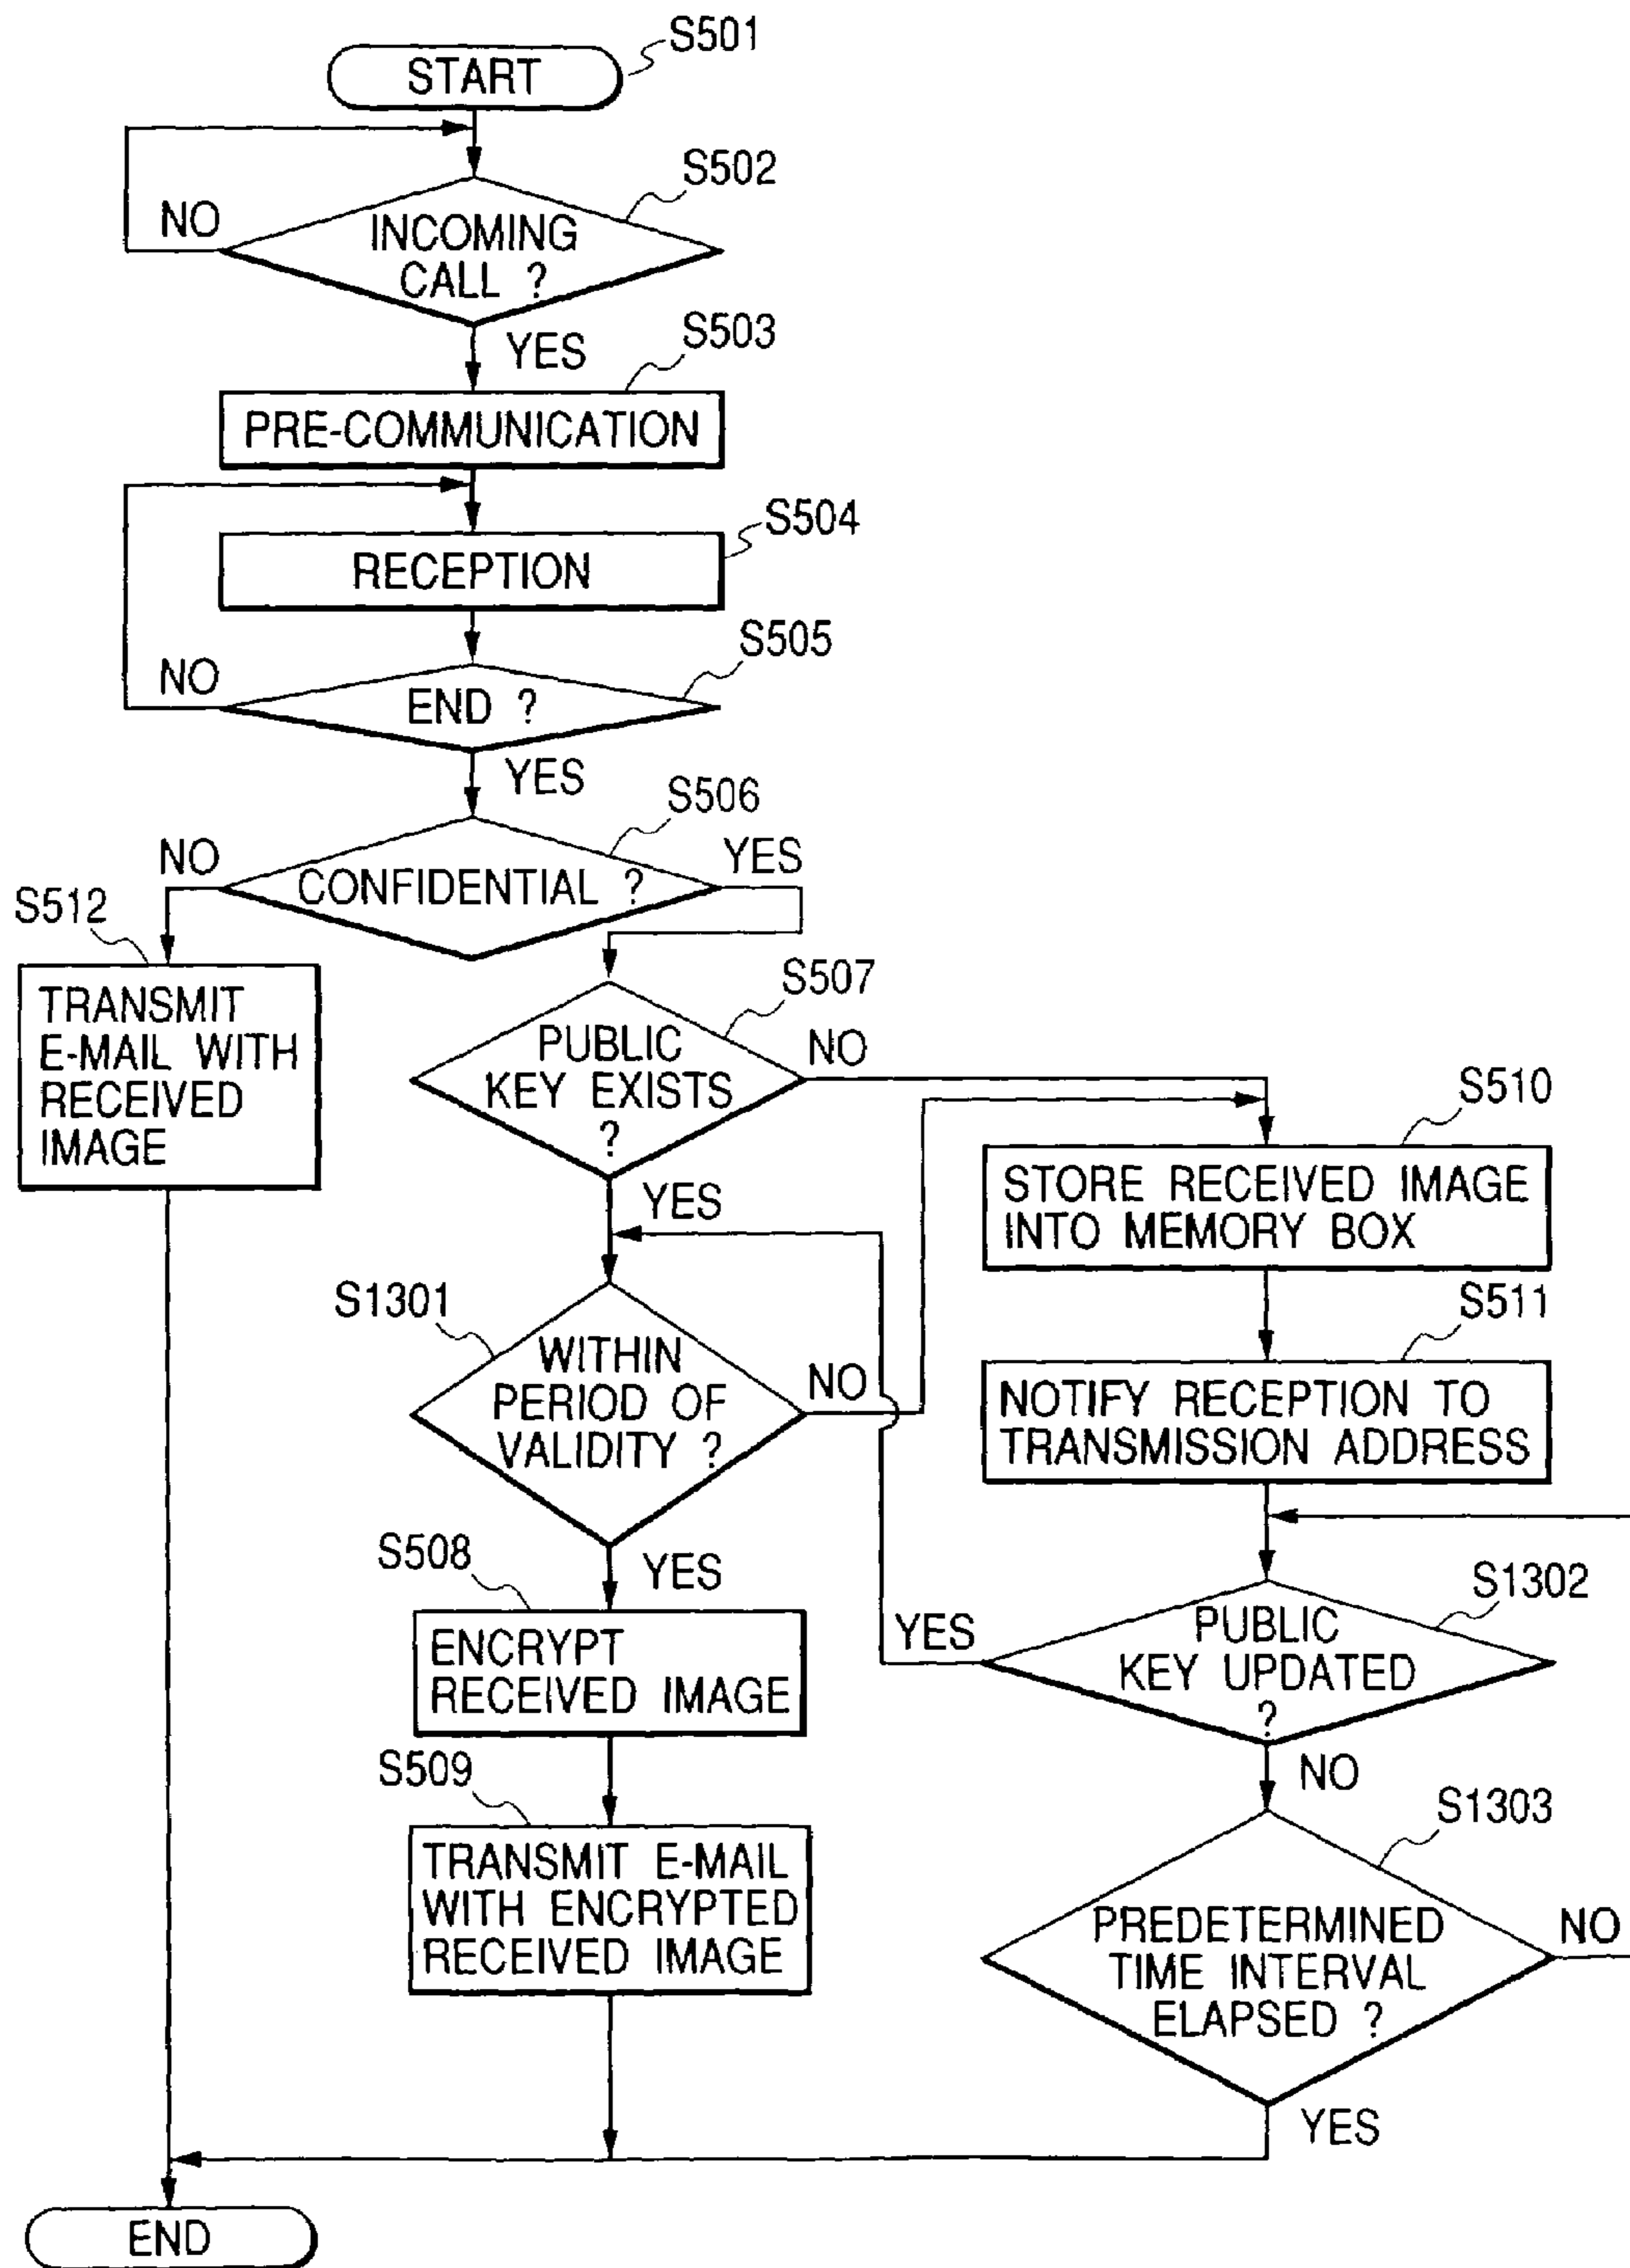 START
S501
S502
NO
INCOMING
CALL ?
YES
S503
PRE-COMMUNICATION
S504
RECEPTION
S505
NO
END ?
YES
S506
NO
YES
CONFIDENTIAL ?
S512
TRANSMIT
E-MAIL WITH
RECEIVED
IMAGE
S507
PUBLIC
KEY EXISTS
?
NO
YES
S510
STORE RECEIVED IMAGE
INTO MEMORY BOX
S1301
WITHIN
PERIOD OF
VALIDITY ?
NO
YES
S511
NOTIFY RECEPTION TO
TRANSMISSION ADDRESS
S508
ENCRYPT
RECEIVED IMAGE
S1302
YES
PUBLIC
KEY UPDATED
?
NO
S509
TRANSMIT E-MAIL
WITH ENCRYPTED
RECEIVED IMAGE
S1303
PREDETERMINED
TIME INTERVAL
ELAPSED ?
NO
YES
END